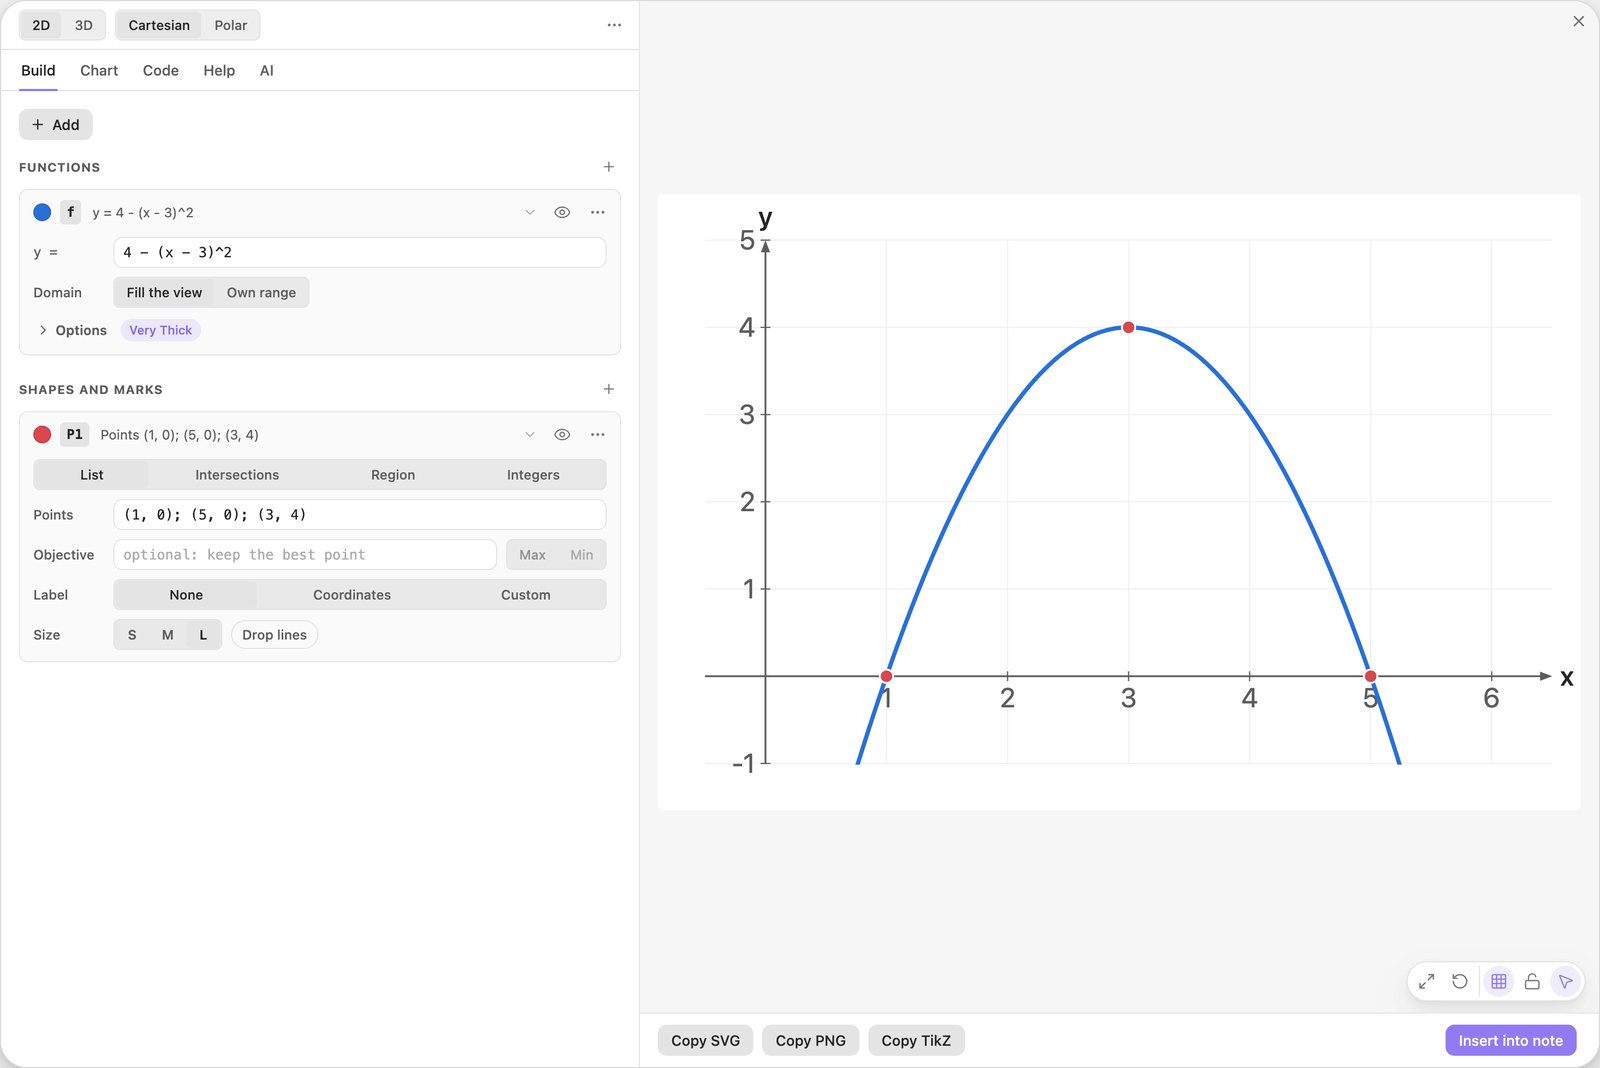 2D 3D Cartesian Polar
Build Chart Code Help AI
+ Add
FUNCTIONS
f y = 4 - (x - 3)^2
y = 4 - (x - 3)^2
Domain Fill the view Own range
Options Very Thick
SHAPES AND MARKS
P1 Points (1, 0); (5, 0); (3, 4)
List Intersections Region Integers
Points (1, 0); (5, 0); (3, 4)
Objective optional: keep the best point Max Min
Label None Coordinates Custom
Size S M L Drop lines
y
5
4
3
2
1
x
1 2 3 4 5 6
-1
Copy SVG Copy PNG Copy TikZ Insert into note